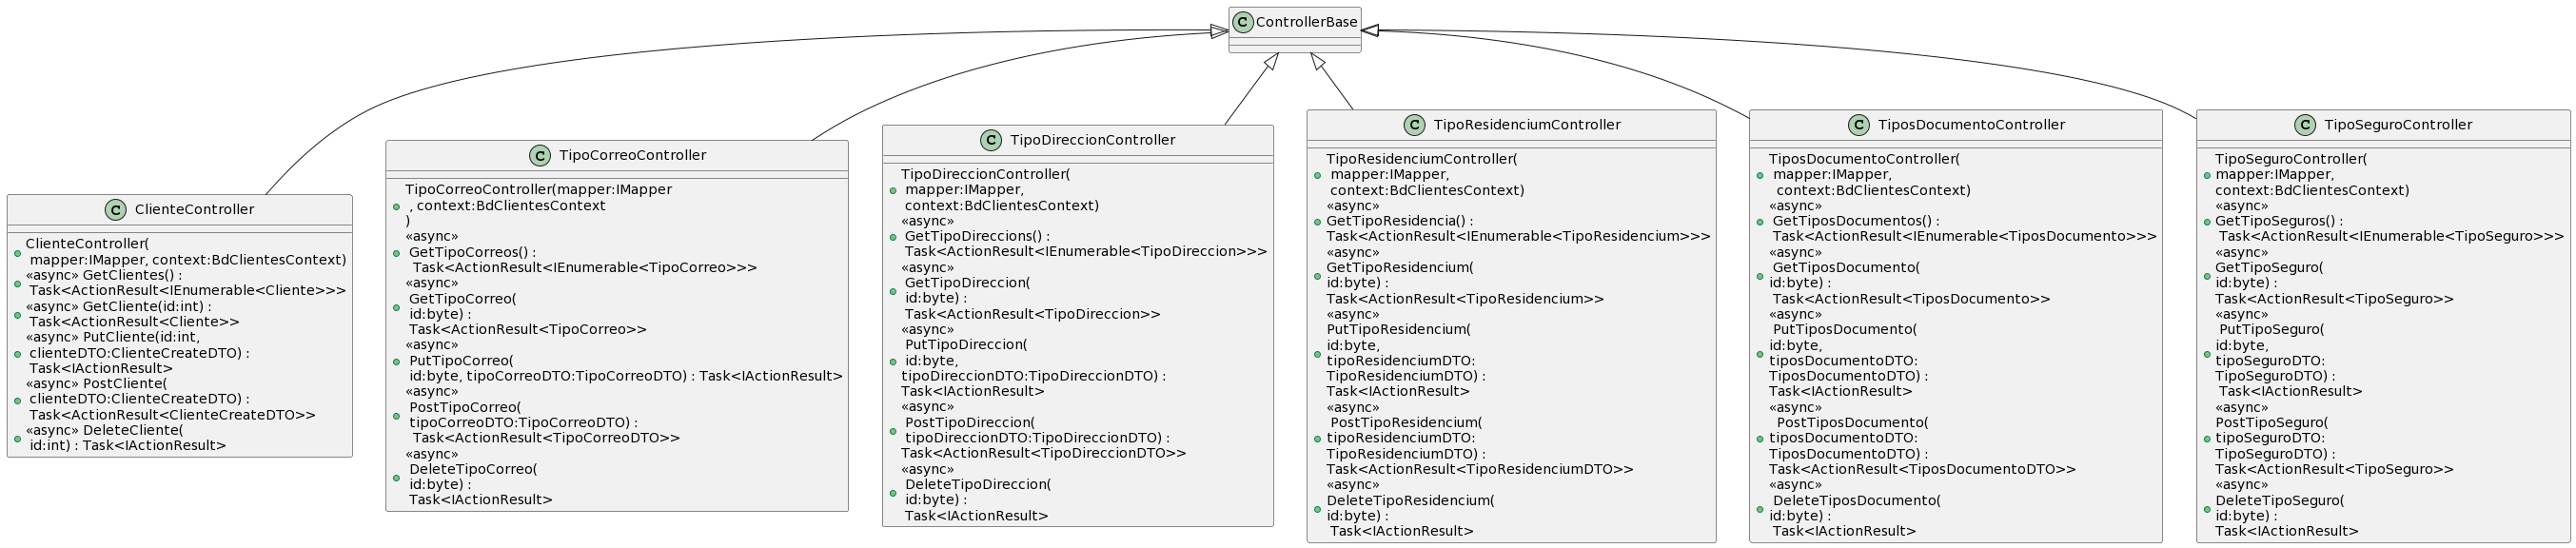 C ControllerBase
C ClienteController
ClienteController(
mapper:IMapper, context:BdClientesContext)
«async» GetClientes() :
Task<ActionResult<IEnumerable<Cliente>>>
«async» GetCliente(id:int) :
Task<ActionResult<Cliente>>
«async» PutCliente(id:int,
clienteDTO:ClienteCreateDTO) :
Task<IActionResult>
«async» PostCliente(
clienteDTO:ClienteCreateDTO) :
Task<ActionResult<ClienteCreateDTO>>
«async» DeleteCliente(
id:int) : Task<IActionResult>
C TipoCorreoController
TipoCorreoController(mapper:IMapper
, context:BdClientesContext
)
«async»
GetTipoCorreos() :
Task<ActionResult<IEnumerable<TipoCorreo>>>
«async»
GetTipoCorreo(
id:byte) :
Task<ActionResult<TipoCorreo>>
«async»
PutTipoCorreo(
id:byte, tipoCorreoDTO:TipoCorreoDTO) : Task<IActionResult>
«async»
PostTipoCorreo(
tipoCorreoDTO:TipoCorreoDTO) :
Task<ActionResult<TipoCorreoDTO>>
«async»
DeleteTipoCorreo(
id:byte) :
Task<IActionResult>
C TipoDireccionController
TipoDireccionController(
mapper:IMapper,
context:BdClientesContext)
«async»
GetTipoDireccions() :
Task<ActionResult<IEnumerable<TipoDireccion>>>
«async»
GetTipoDireccion(
id:byte) :
Task<ActionResult<TipoDireccion>>
«async»
PutTipoDireccion(
id:byte,
tipoDireccionDTO:TipoDireccionDTO) :
Task<IActionResult>
«async»
PostTipoDireccion(
tipoDireccionDTO:TipoDireccionDTO) :
Task<ActionResult<TipoDireccionDTO>>
«async»
DeleteTipoDireccion(
id:byte) :
Task<IActionResult>
C TipoResidenciumController
TipoResidenciumController(
mapper:IMapper,
context:BdClientesContext)
«async»
GetTipoResidencia() :
Task<ActionResult<IEnumerable<TipoResidencium>>>
«async»
GetTipoResidencium(
id:byte) :
Task<ActionResult<TipoResidencium>>
«async»
PutTipoResidencium(
id:byte,
tipoResidenciumDTO:
TipoResidenciumDTO) :
Task<IActionResult>
«async»
PostTipoResidencium(
tipoResidenciumDTO:
TipoResidenciumDTO) :
Task<ActionResult<TipoResidenciumDTO>>
«async»
DeleteTipoResidencium(
id:byte) :
Task<IActionResult>
C TiposDocumentoController
TiposDocumentoController(
mapper:IMapper,
context:BdClientesContext)
«async»
GetTiposDocumentos() :
Task<ActionResult<IEnumerable<TiposDocumento>>>
«async»
GetTiposDocumento(
id:byte) :
Task<ActionResult<TiposDocumento>>
«async»
PutTiposDocumento(
id:byte,
tiposDocumentoDTO:
TiposDocumentoDTO) :
Task<IActionResult>
«async»
PostTiposDocumento(
tiposDocumentoDTO:
TiposDocumentoDTO) :
Task<ActionResult<TiposDocumentoDTO>>
«async»
DeleteTiposDocumento(
id:byte) :
Task<IActionResult>
C TipoSeguroController
TipoSeguroController(
mapper:IMapper,
context:BdClientesContext)
«async»
GetTipoSeguros() :
Task<ActionResult<IEnumerable<TipoSeguro>>>
«async»
GetTipoSeguro(
id:byte) :
Task<ActionResult<TipoSeguro>>
«async»
PutTipoSeguro(
id:byte,
tipoSeguroDTO:
TipoSeguroDTO) :
Task<IActionResult>
«async»
PostTipoSeguro(
tipoSeguroDTO:
TipoSeguroDTO) :
Task<ActionResult<TipoSeguro>>
«async»
DeleteTipoSeguro(
id:byte) :
Task<IActionResult>